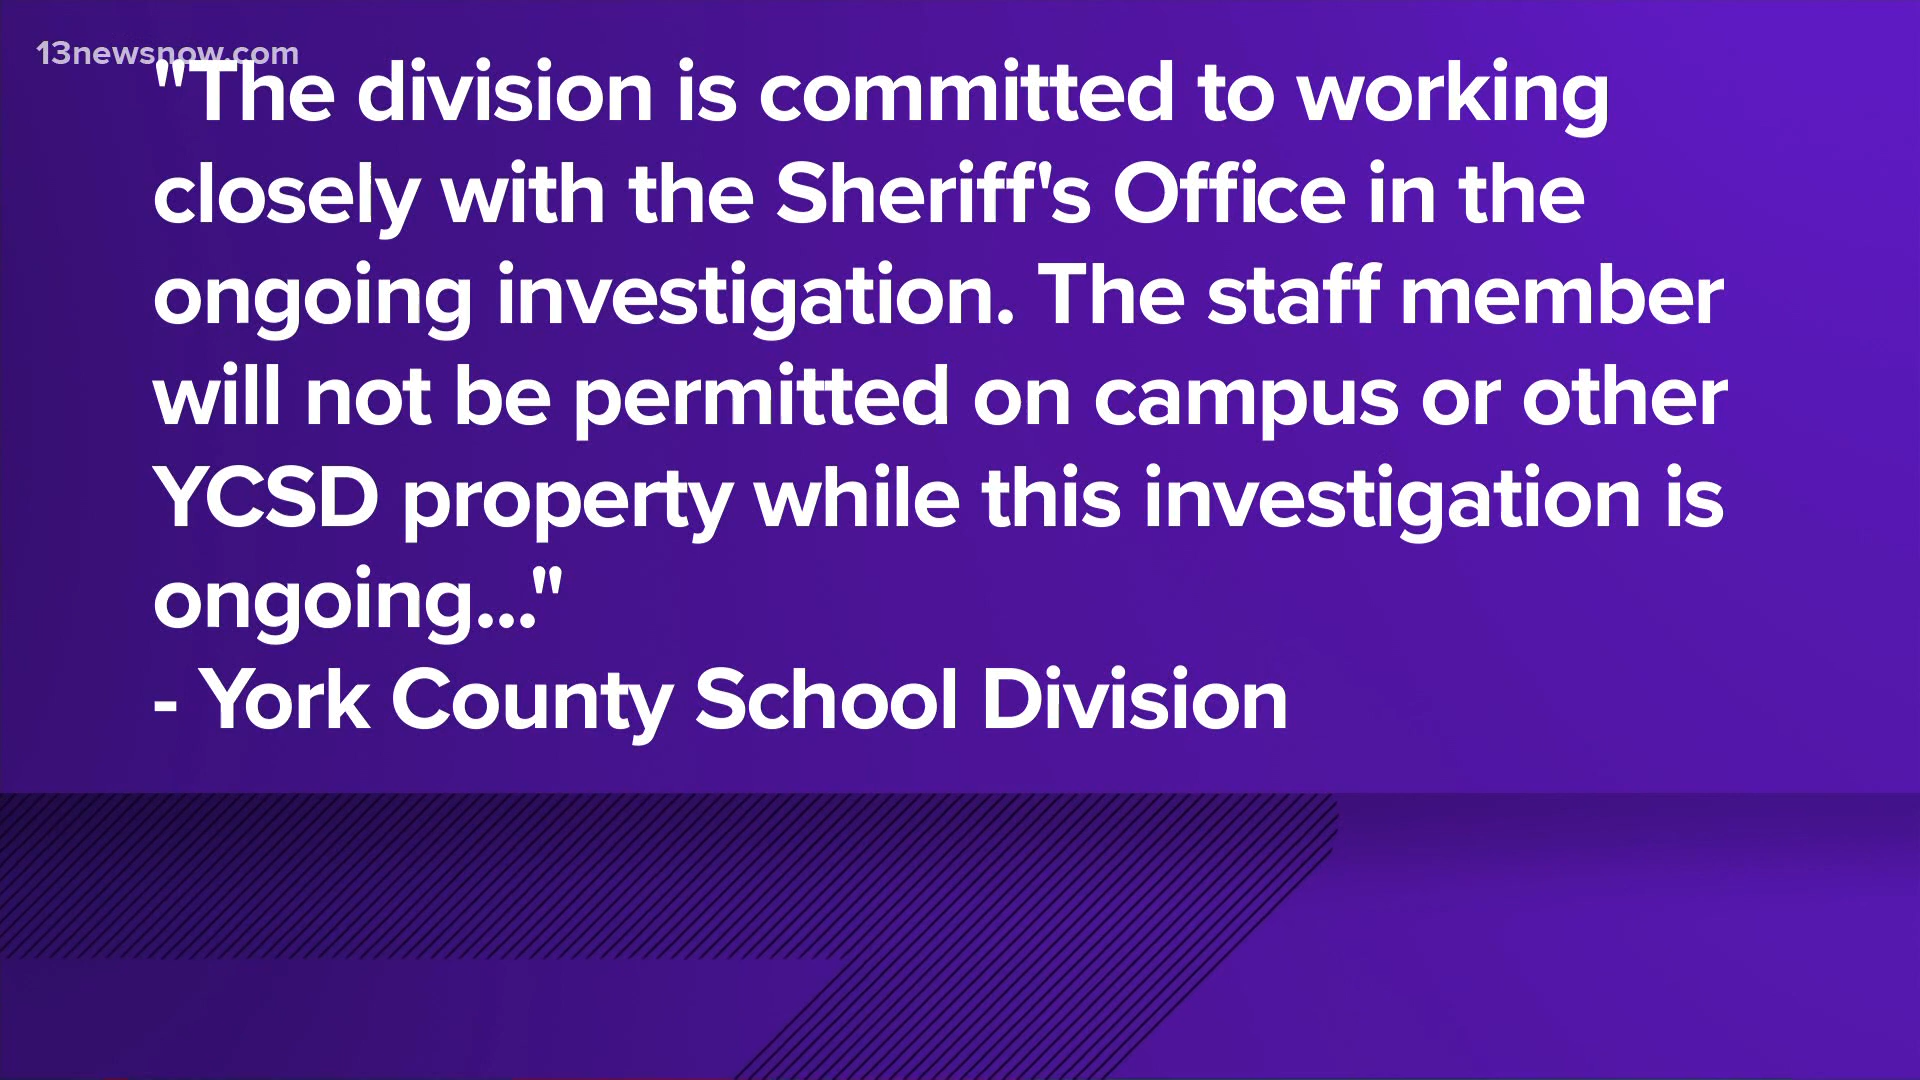 13newsnow.com
"The division is committed to working
closely with the Sheriff's Office in the
ongoing investigation. The staff member
will not be permitted on campus or other
YCSD property while this investigation is
ongoing..."
- York County School Division